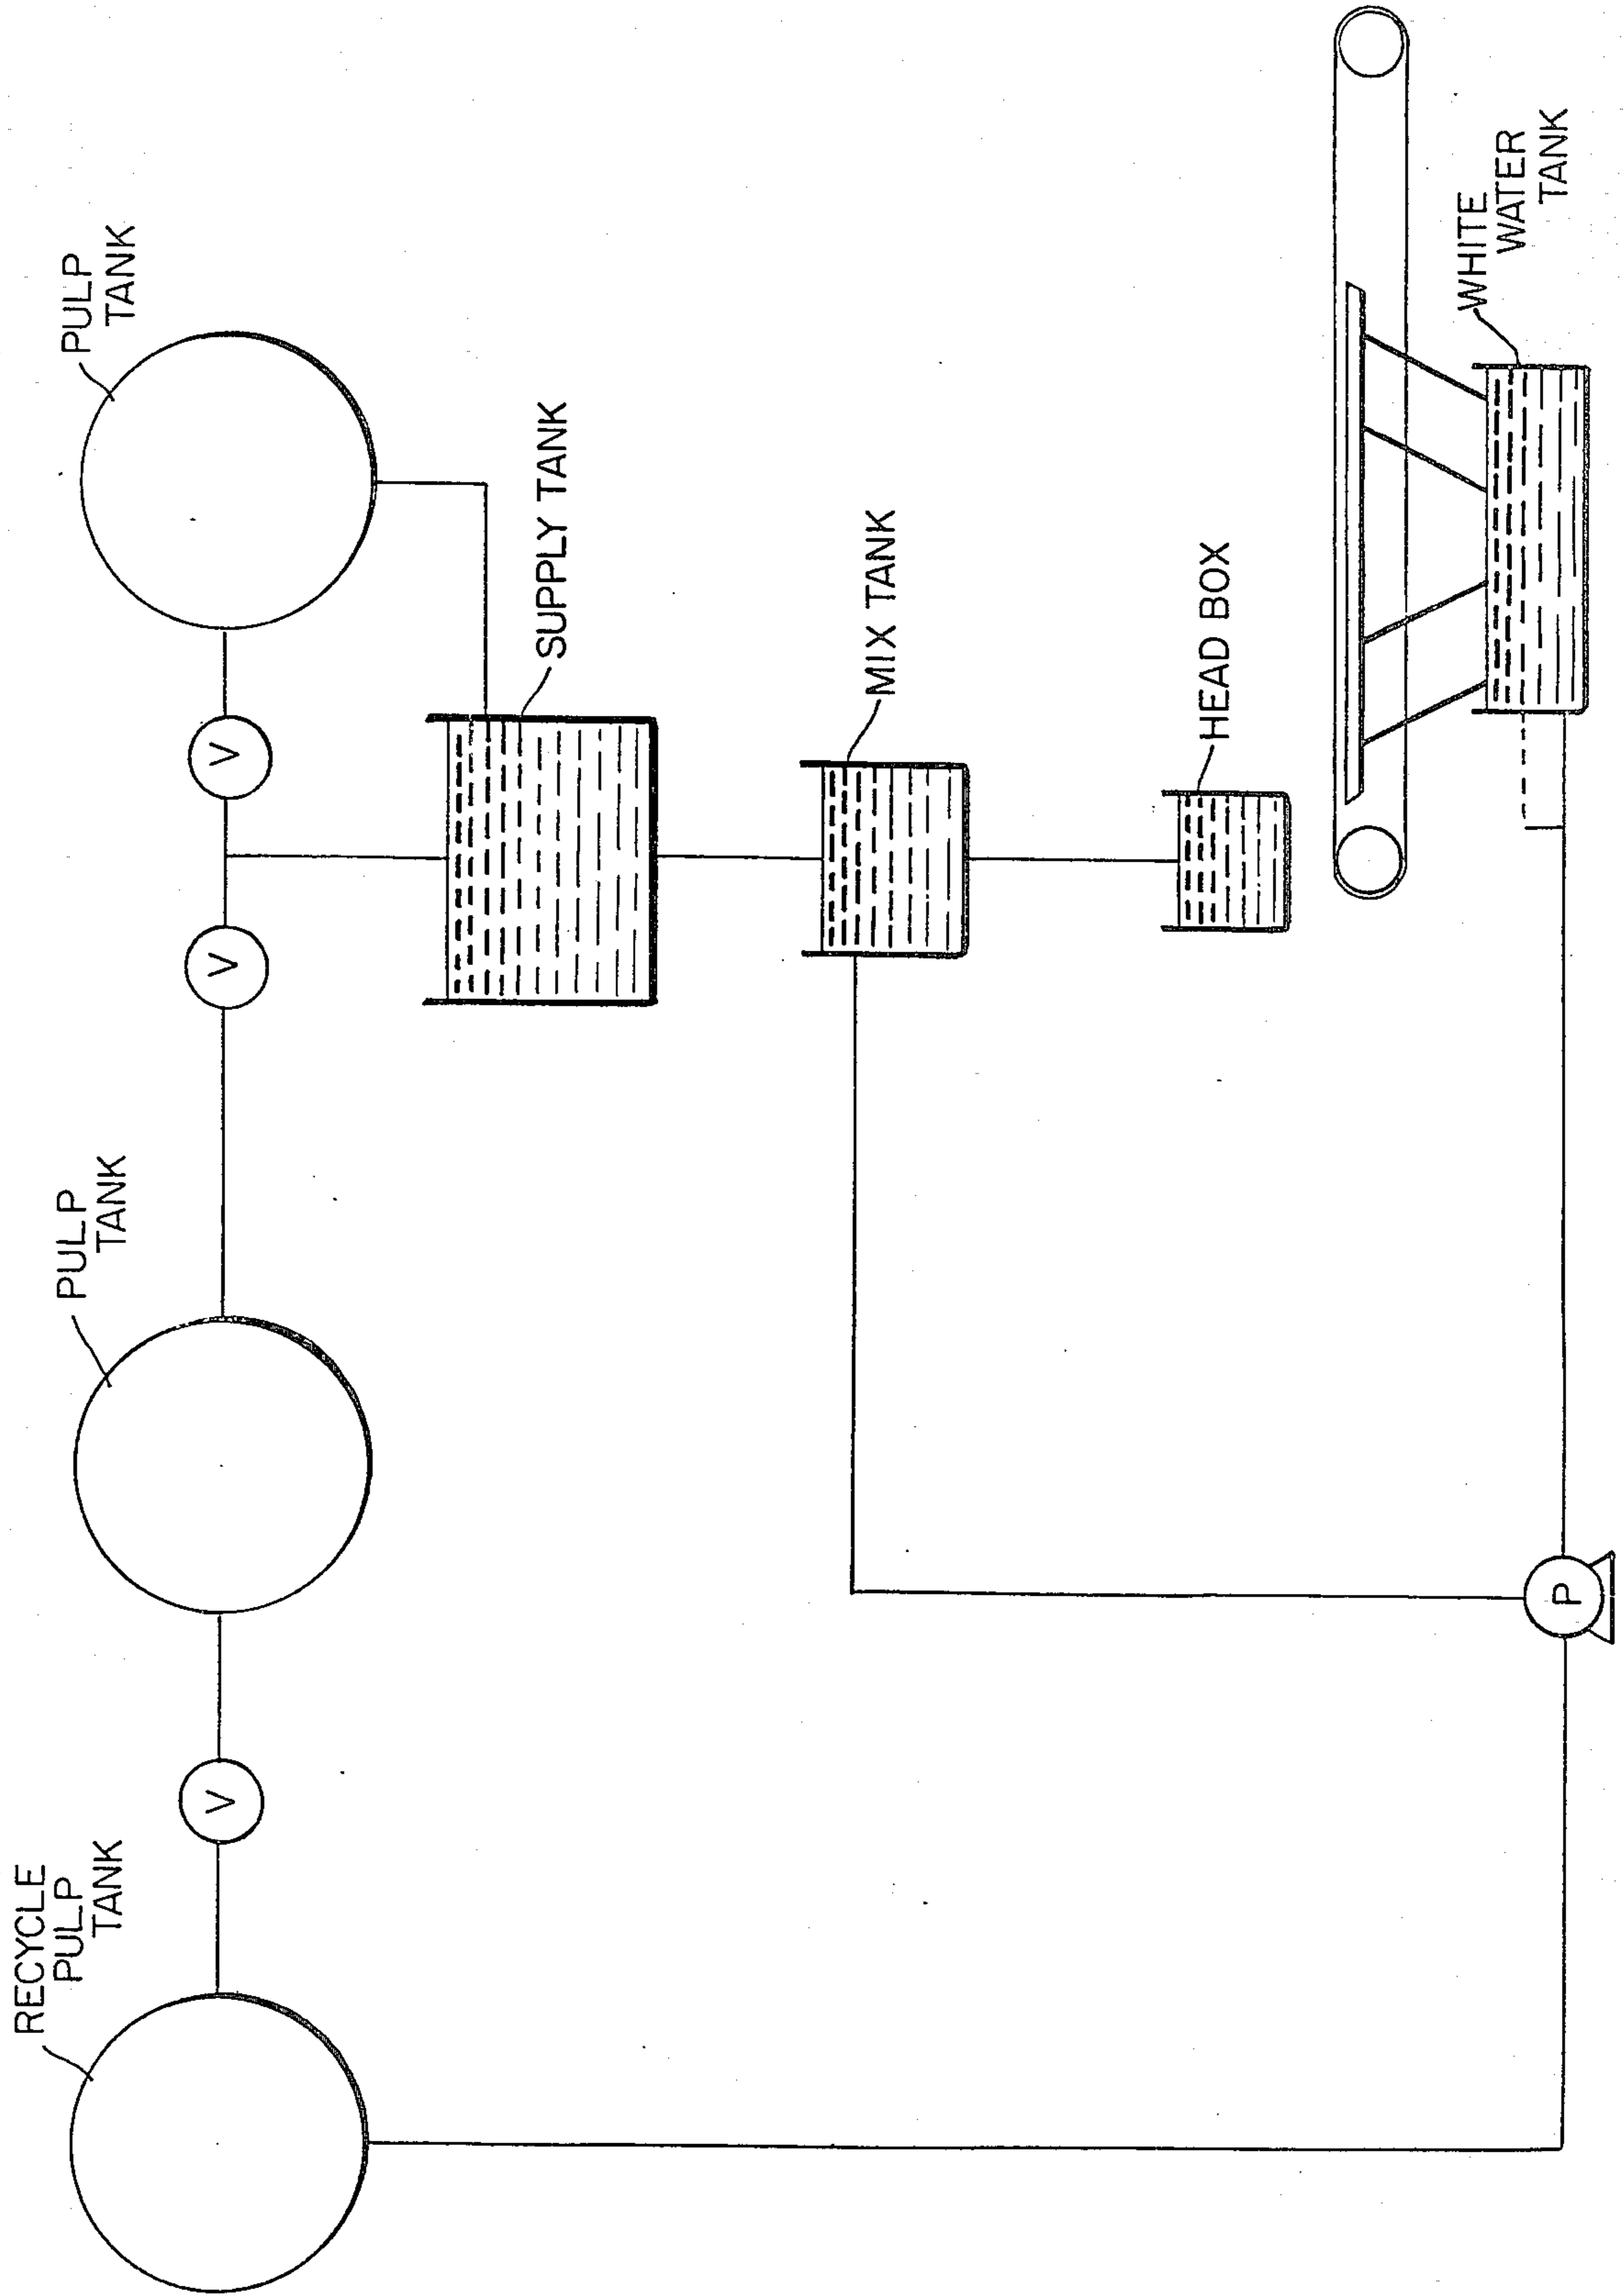 RECYCLE
PULP
TANK
V
PULP
TANK
V
V
PULP
TANK
SUPPLY TANK
MIX TANK
HEAD BOX
P
WHITE
WATER
TANK